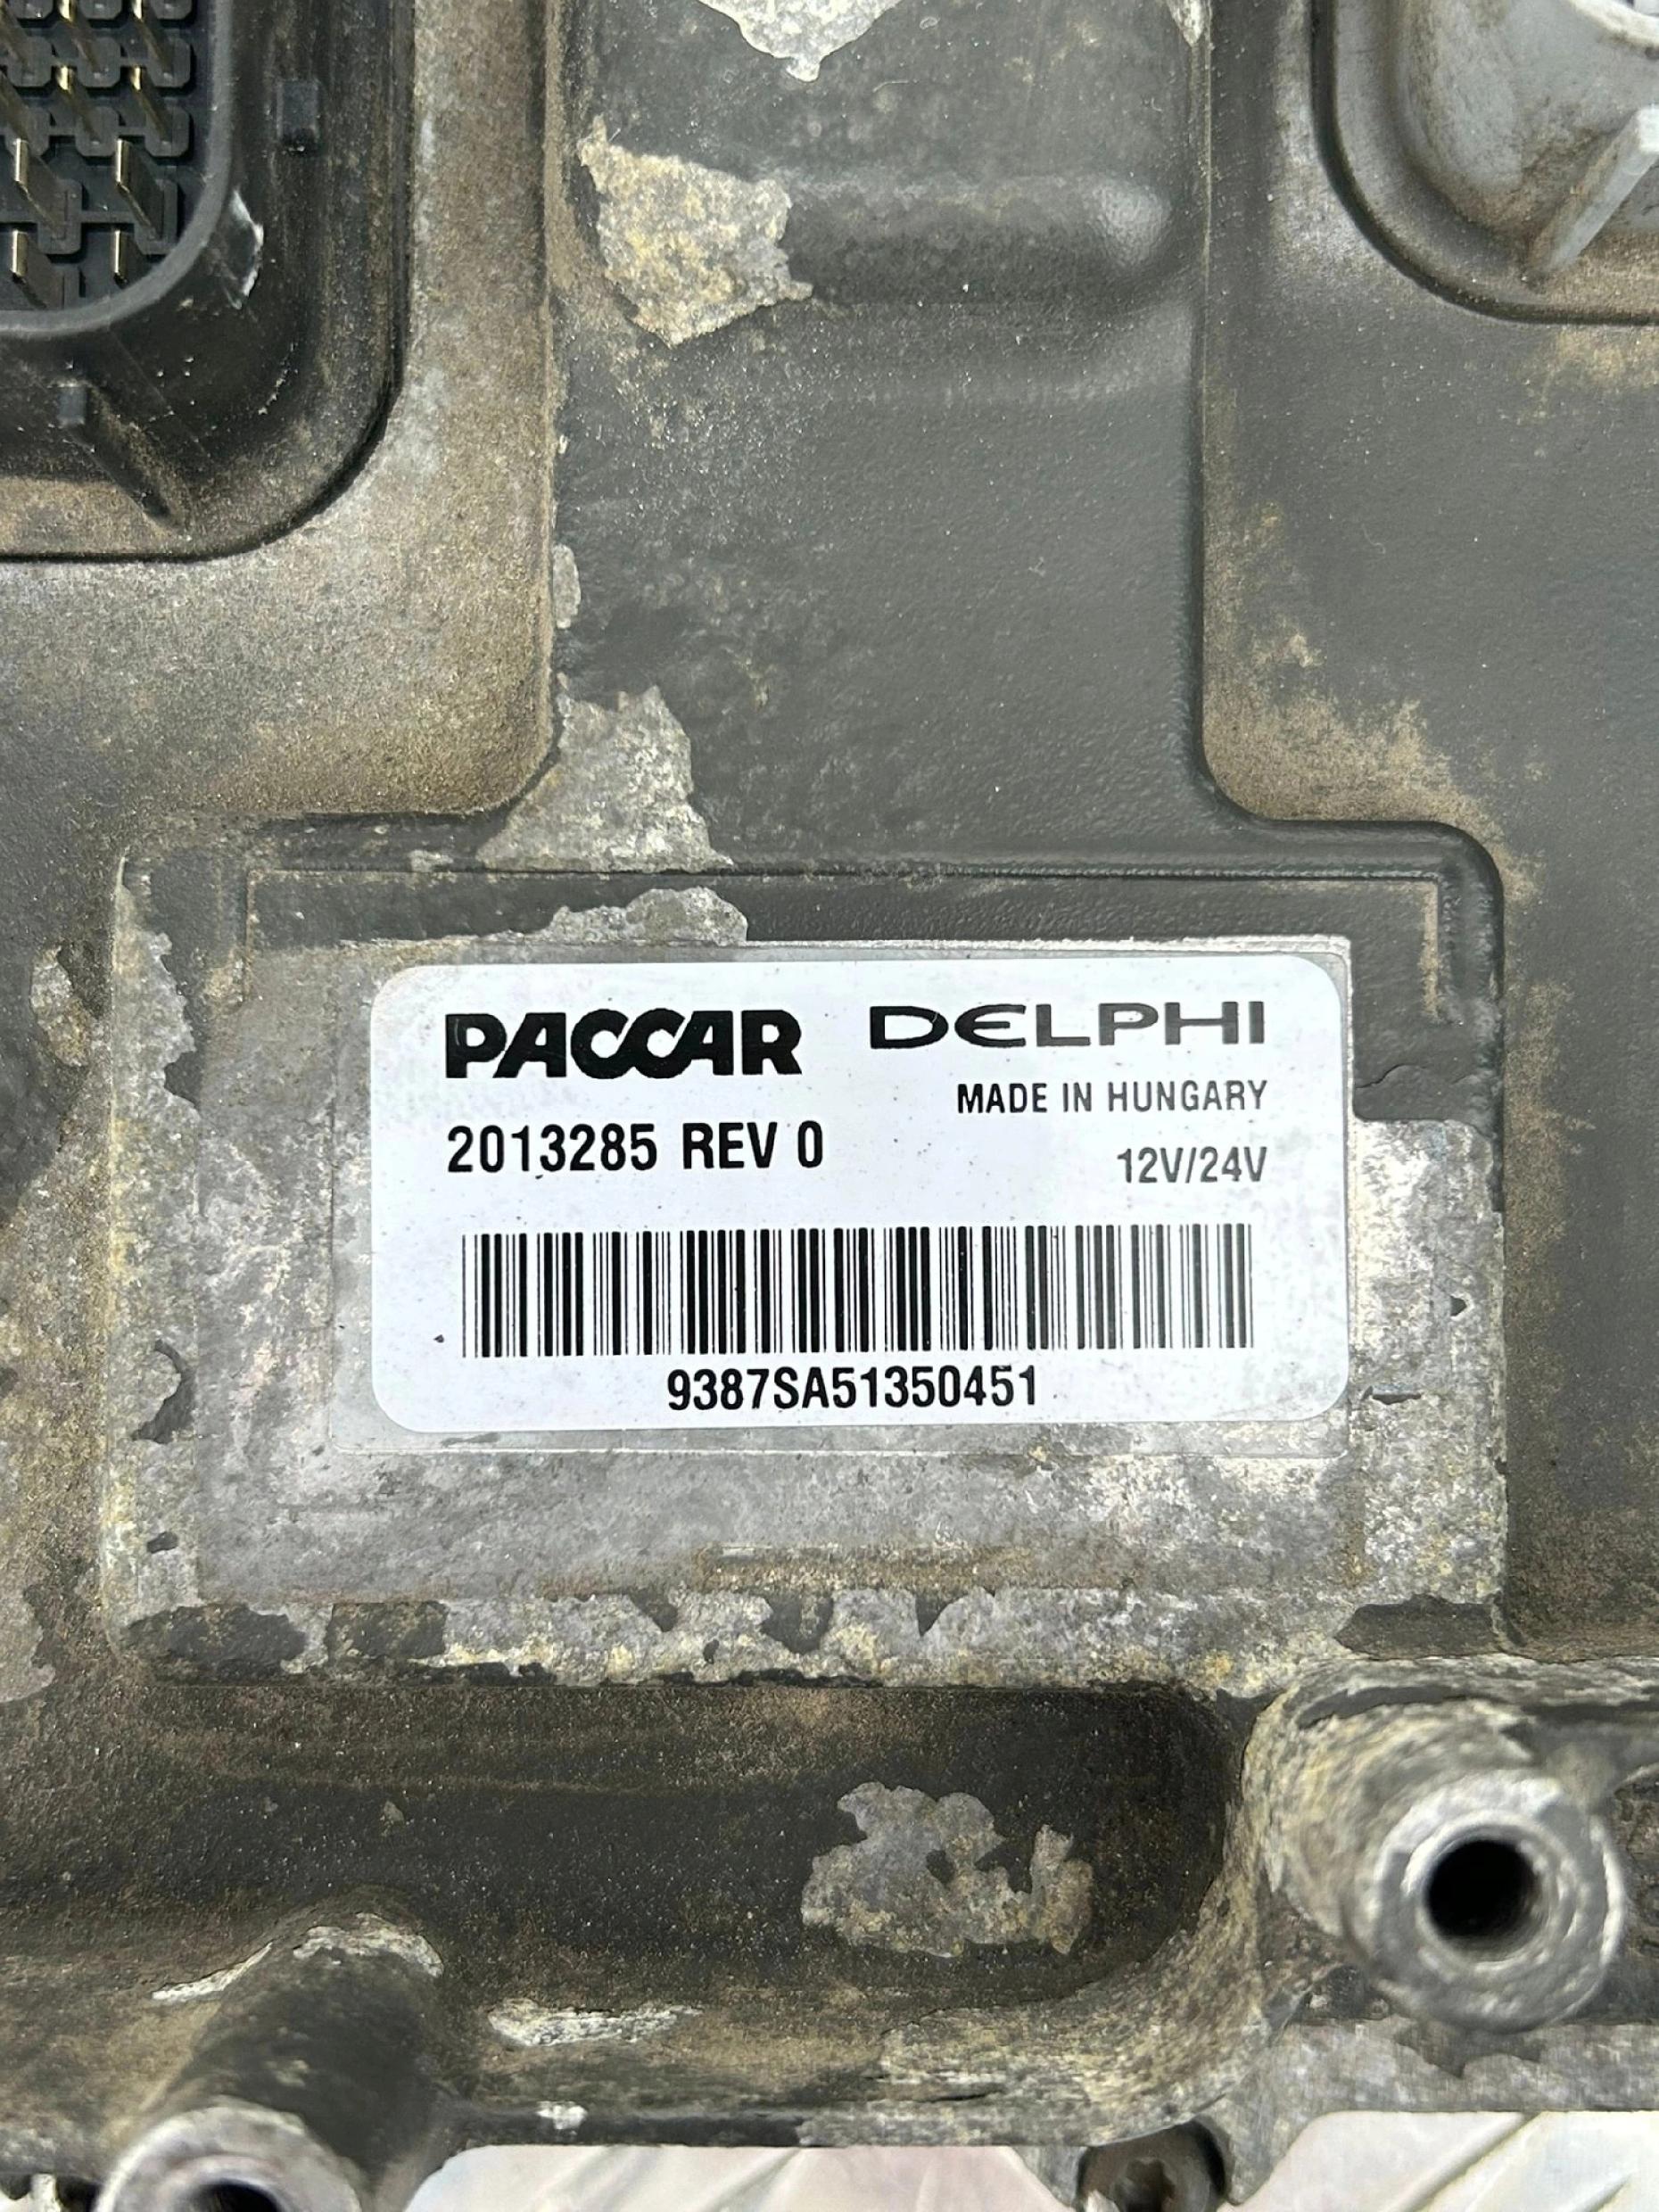 PACCAR DELPHI
MADE IN HUNGARY
2013285 REV 0
12V/24V
9387SA51350451